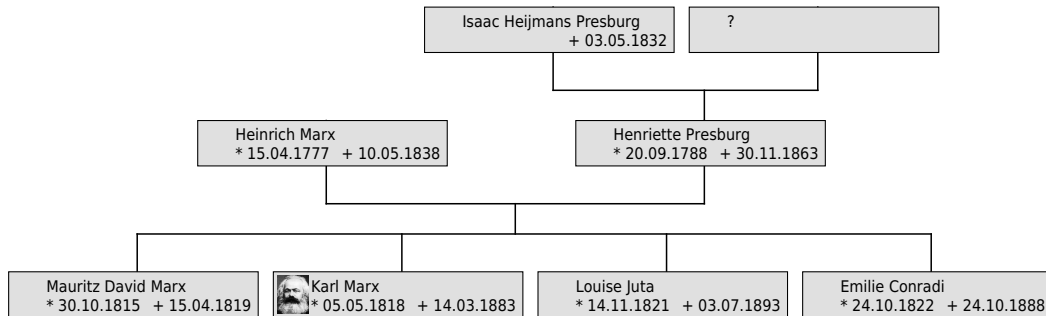 Isaac Heijmans Presburg
+ 03.05.1832
?
Heinrich Marx
* 15.04.1777 + 10.05.1838
Henriette Presburg
* 20.09.1788 + 30.11.1863
Mauritz David Marx
* 30.10.1815 + 15.04.1819
Karl Marx
* 05.05.1818 + 14.03.1883
Louise Juta
* 14.11.1821 + 03.07.1893
Emilie Conradi
* 24.10.1822 + 24.10.1888